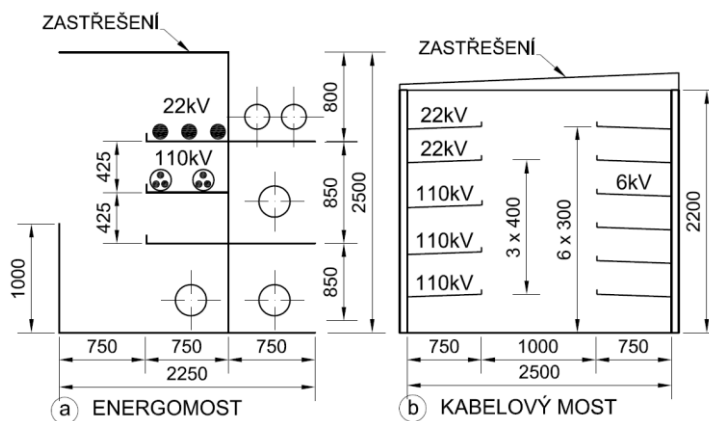 ZASTŘEŠENÍ
22kV
110kV
425
425
1000
800
850
850
2500
750
750
750
2250
a ENERGOMOST
ZASTŘEŠENÍ
22kV
22kV
110kV
110kV
110kV
3 x 400
6 x 300
6kV
2200
750
1000
750
2500
b KABELOVÝ MOST